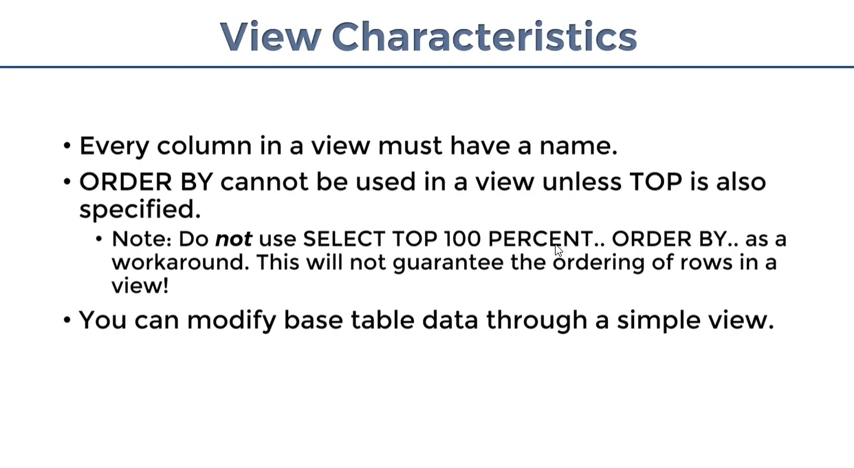 View Characteristics
• Every column in a view must have a name.
• ORDER BY cannot be used in a view unless TOP is also
specified.
• Note: Do not use SELECT TOP 100 PERCENT.. ORDER BY.. as a
workaround. This will not guarantee the ordering of rows in a
view!
• You can modify base table data through a simple view.